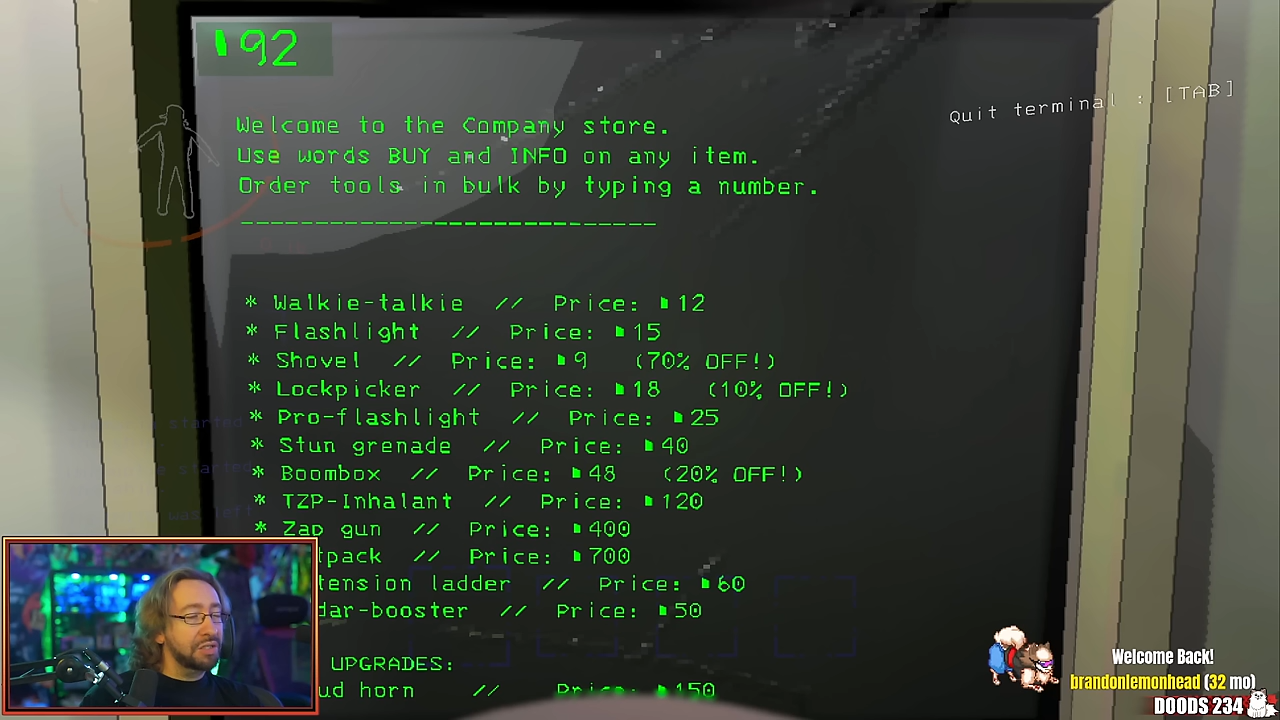 ▮92
Quit terminal : [TAB]
Welcome to the Company store.
Use words BUY and INFO on any item.
Order tools in bulk by typing a number.
----------------------------
* Walkie-talkie // Price: ▮12
* Flashlight // Price: ▮15
* Shovel // Price: ▮9 (70% OFF!)
* Lockpicker // Price: ▮18 (10% OFF!)
* Pro-flashlight // Price: ▮25
* Stun grenade // Price: ▮40
* Boombox // Price: ▮48 (20% OFF!)
* TZP-Inhalant // Price: ▮120
* Zap gun // Price: ▮400
tpack // Price: ▮700
tension ladder // Price: ▮60
dar-booster // Price: ▮50
UPGRADES:
ud horn // Price: ▮150
started
started
was left
Welcome Back!
brandonlemonhead (32 mo)
DOODS 234